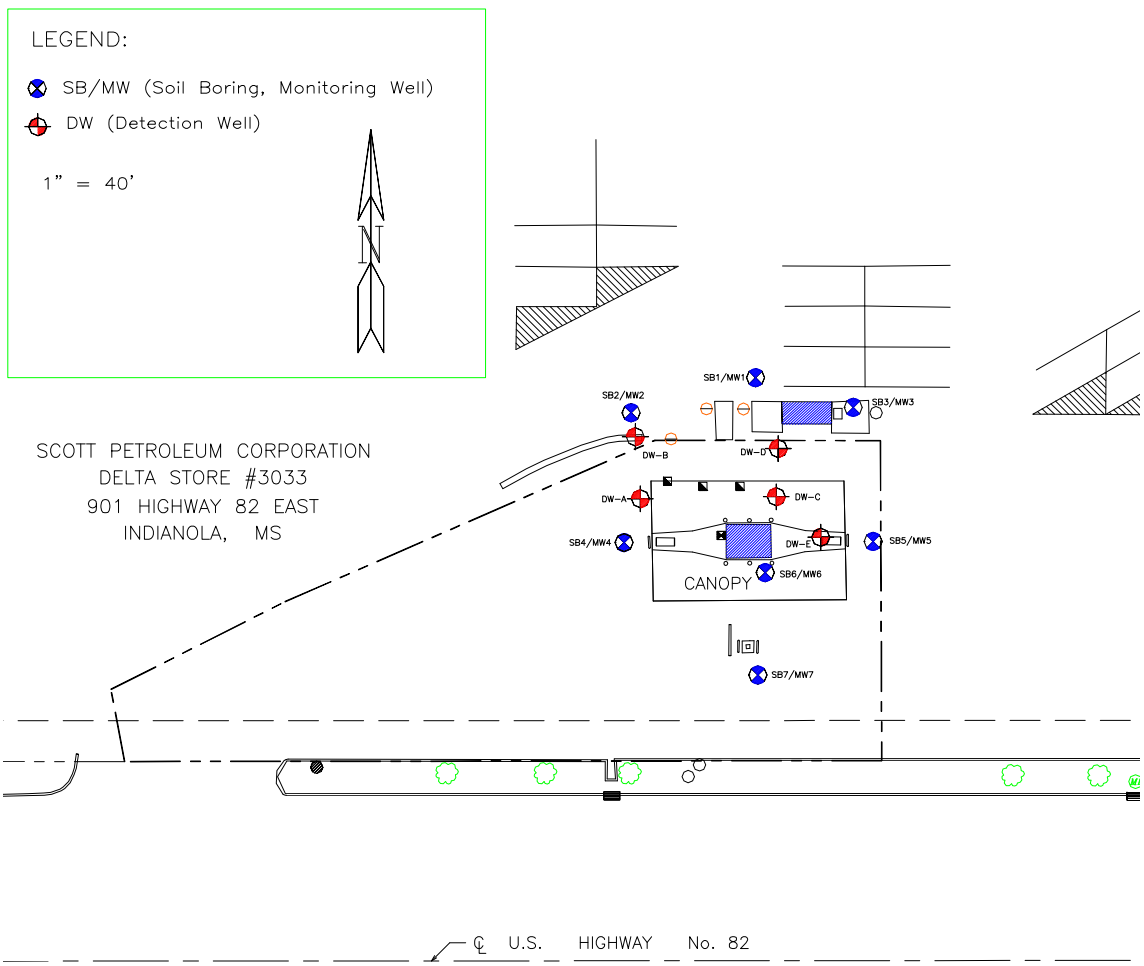 LEGEND:
SB/MW (Soil Boring, Monitoring Well)
DW (Detection Well)
1" = 40'
N
SB1/MW1
SB2/MW2
SB3/MW3
SCOTT PETROLEUM CORPORATION
DELTA STORE #3033
901 HIGHWAY 82 EAST
INDIANOLA, MS
DW-B
DW-D
DW-A
DW-C
SB4/MW4
DW-E
SB5/MW5
SB6/MW6
CANOPY
SB7/MW7
℄ U.S. HIGHWAY No. 82